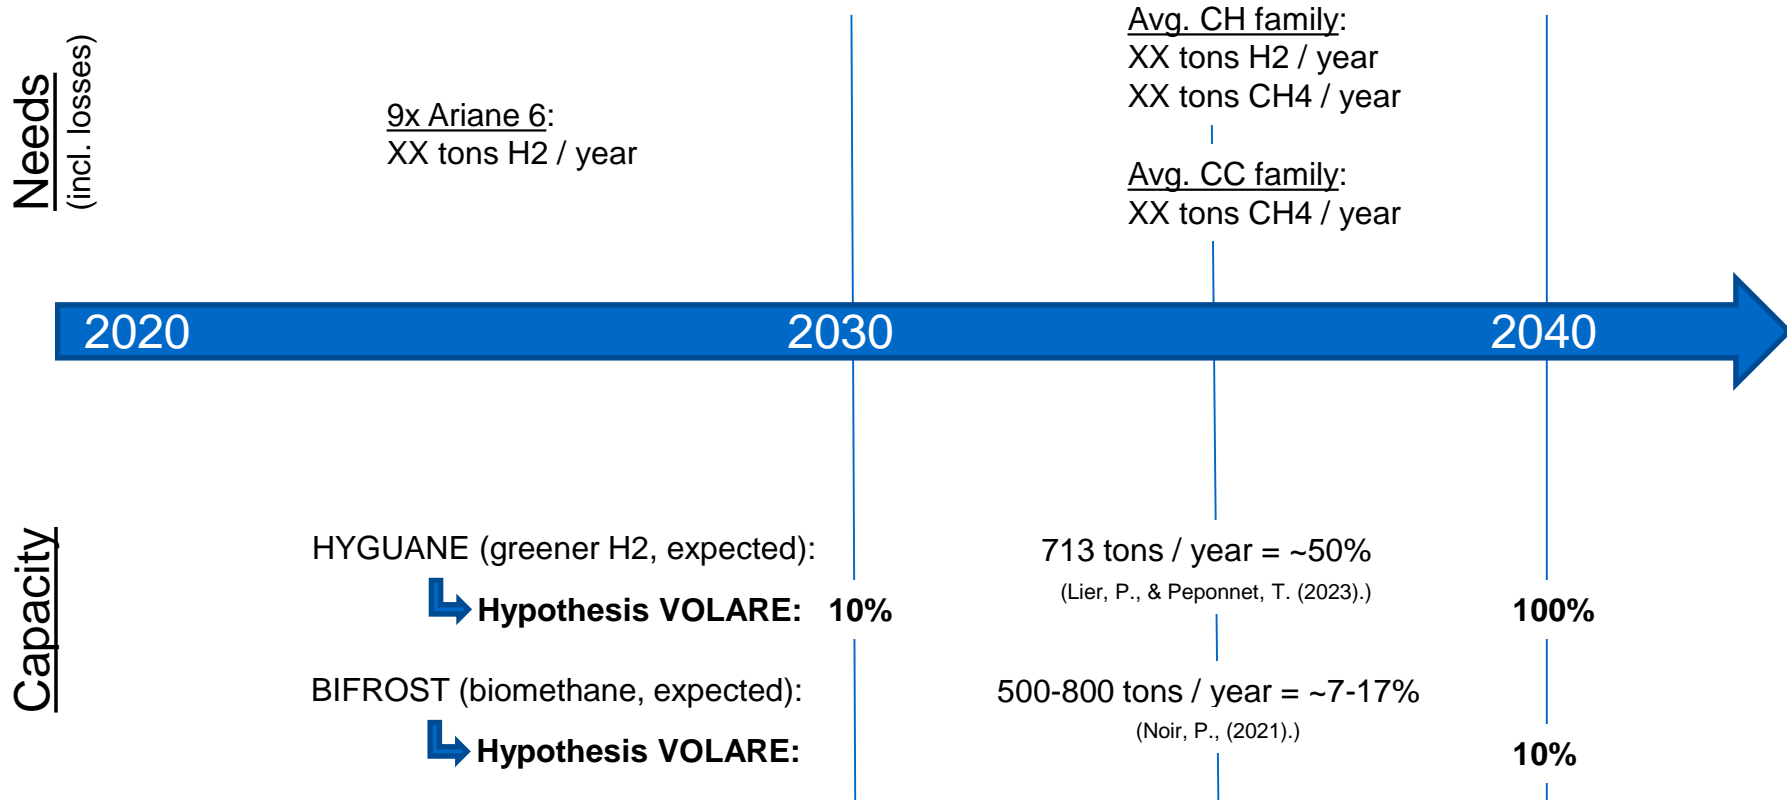 Needs
(incl. losses)
9x Ariane 6:
XX tons H2 / year
Avg. CH family:
XX tons H2 / year
XX tons CH4 / year
Avg. CC family:
XX tons CH4 / year
2020
2030
2040
Capacity
HYGUANE (greener H2, expected):
713 tons / year = ~50%
(Lier, P., & Peponnet, T. (2023).)
Hypothesis VOLARE: 10%
100%
BIFROST (biomethane, expected):
500-800 tons / year = ~7-17%
(Noir, P., (2021).)
Hypothesis VOLARE:
10%